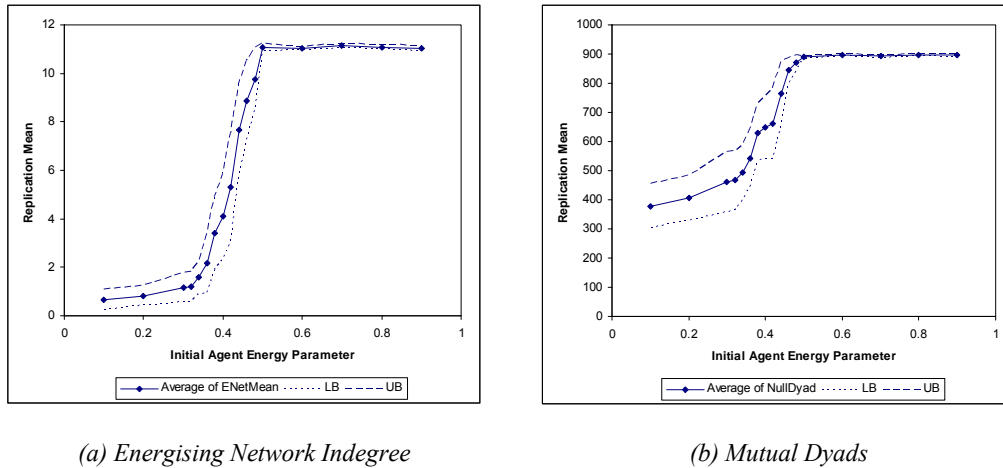 12
10
8
6
4
2
0
Replication Mean
0 0.2 0.4 0.6 0.8 1
Initial Agent Energy Parameter
Average of ENetMean LB UB
1000
900
800
700
600
500
400
300
200
100
0
Replication Mean
0 0.2 0.4 0.6 0.8 1
Initial Agent Energy Parameter
Average of NullDyad LB UB
(a) Energising Network Indegree
(b) Mutual Dyads